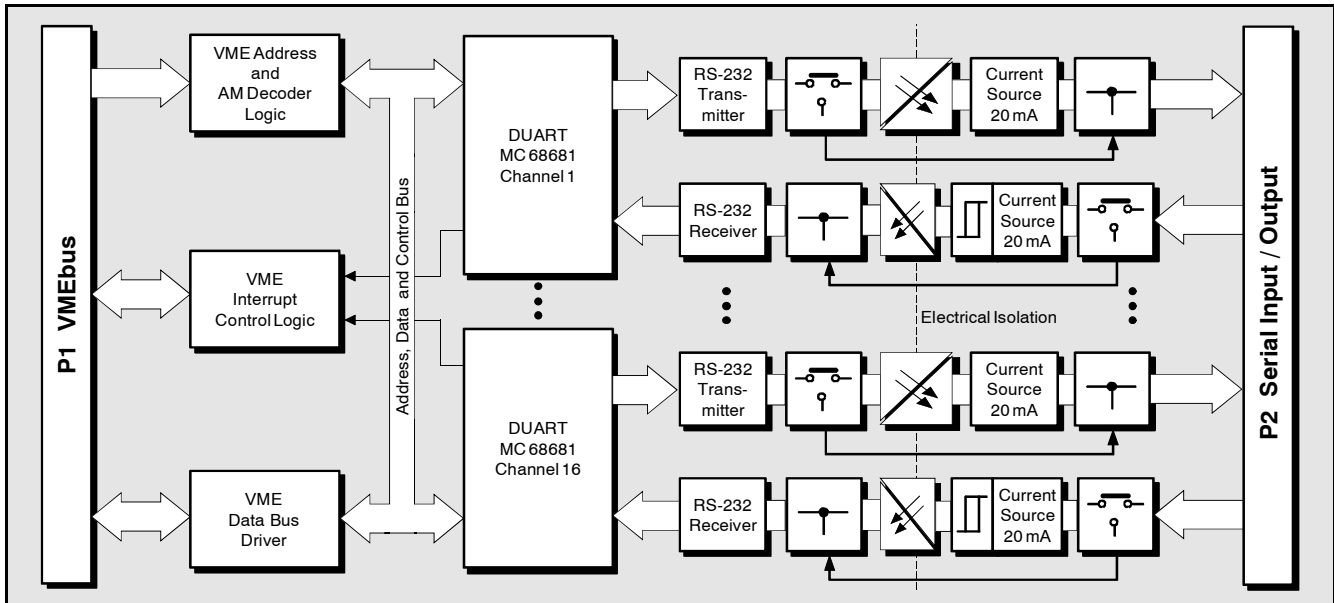 P1 VMEbus
VME Address
and
AM Decoder
Logic
VME
Interrupt
Control Logic
VME
Data Bus
Driver
Address, Data and Control Bus
DUART
MC 68681
Channel 1
DUART
MC 68681
Channel 16
RS-232
Trans-
mitter
Current
Source
20 mA
RS-232
Receiver
Current
Source
20 mA
Electrical Isolation
RS-232
Trans-
mitter
Current
Source
20 mA
RS-232
Receiver
Current
Source
20 mA
P2 Serial Input / Output